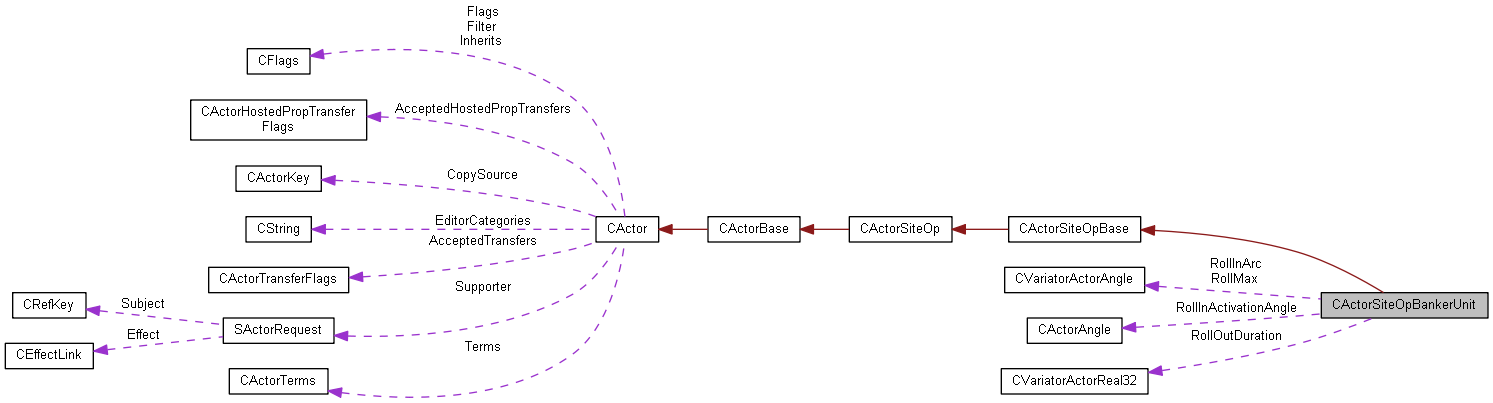 Flags
Filter
Inherits
CFlags
CActorHostedPropTransfer
Flags
AcceptedHostedPropTransfers
CActorKey
CopySource
CString
EditorCategories
CActor
CActorBase
CActorSiteOp
CActorSiteOpBase
AcceptedTransfers
CActorTransferFlags
CVariatorActorAngle
RollInArc
RollMax
CRefKey
Subject
Supporter
CActorSiteOpBankerUnit
SActorRequest
CActorAngle
RollInActivationAngle
CEffectLink
Effect
Terms
RollOutDuration
CActorTerms
CVariatorActorReal32